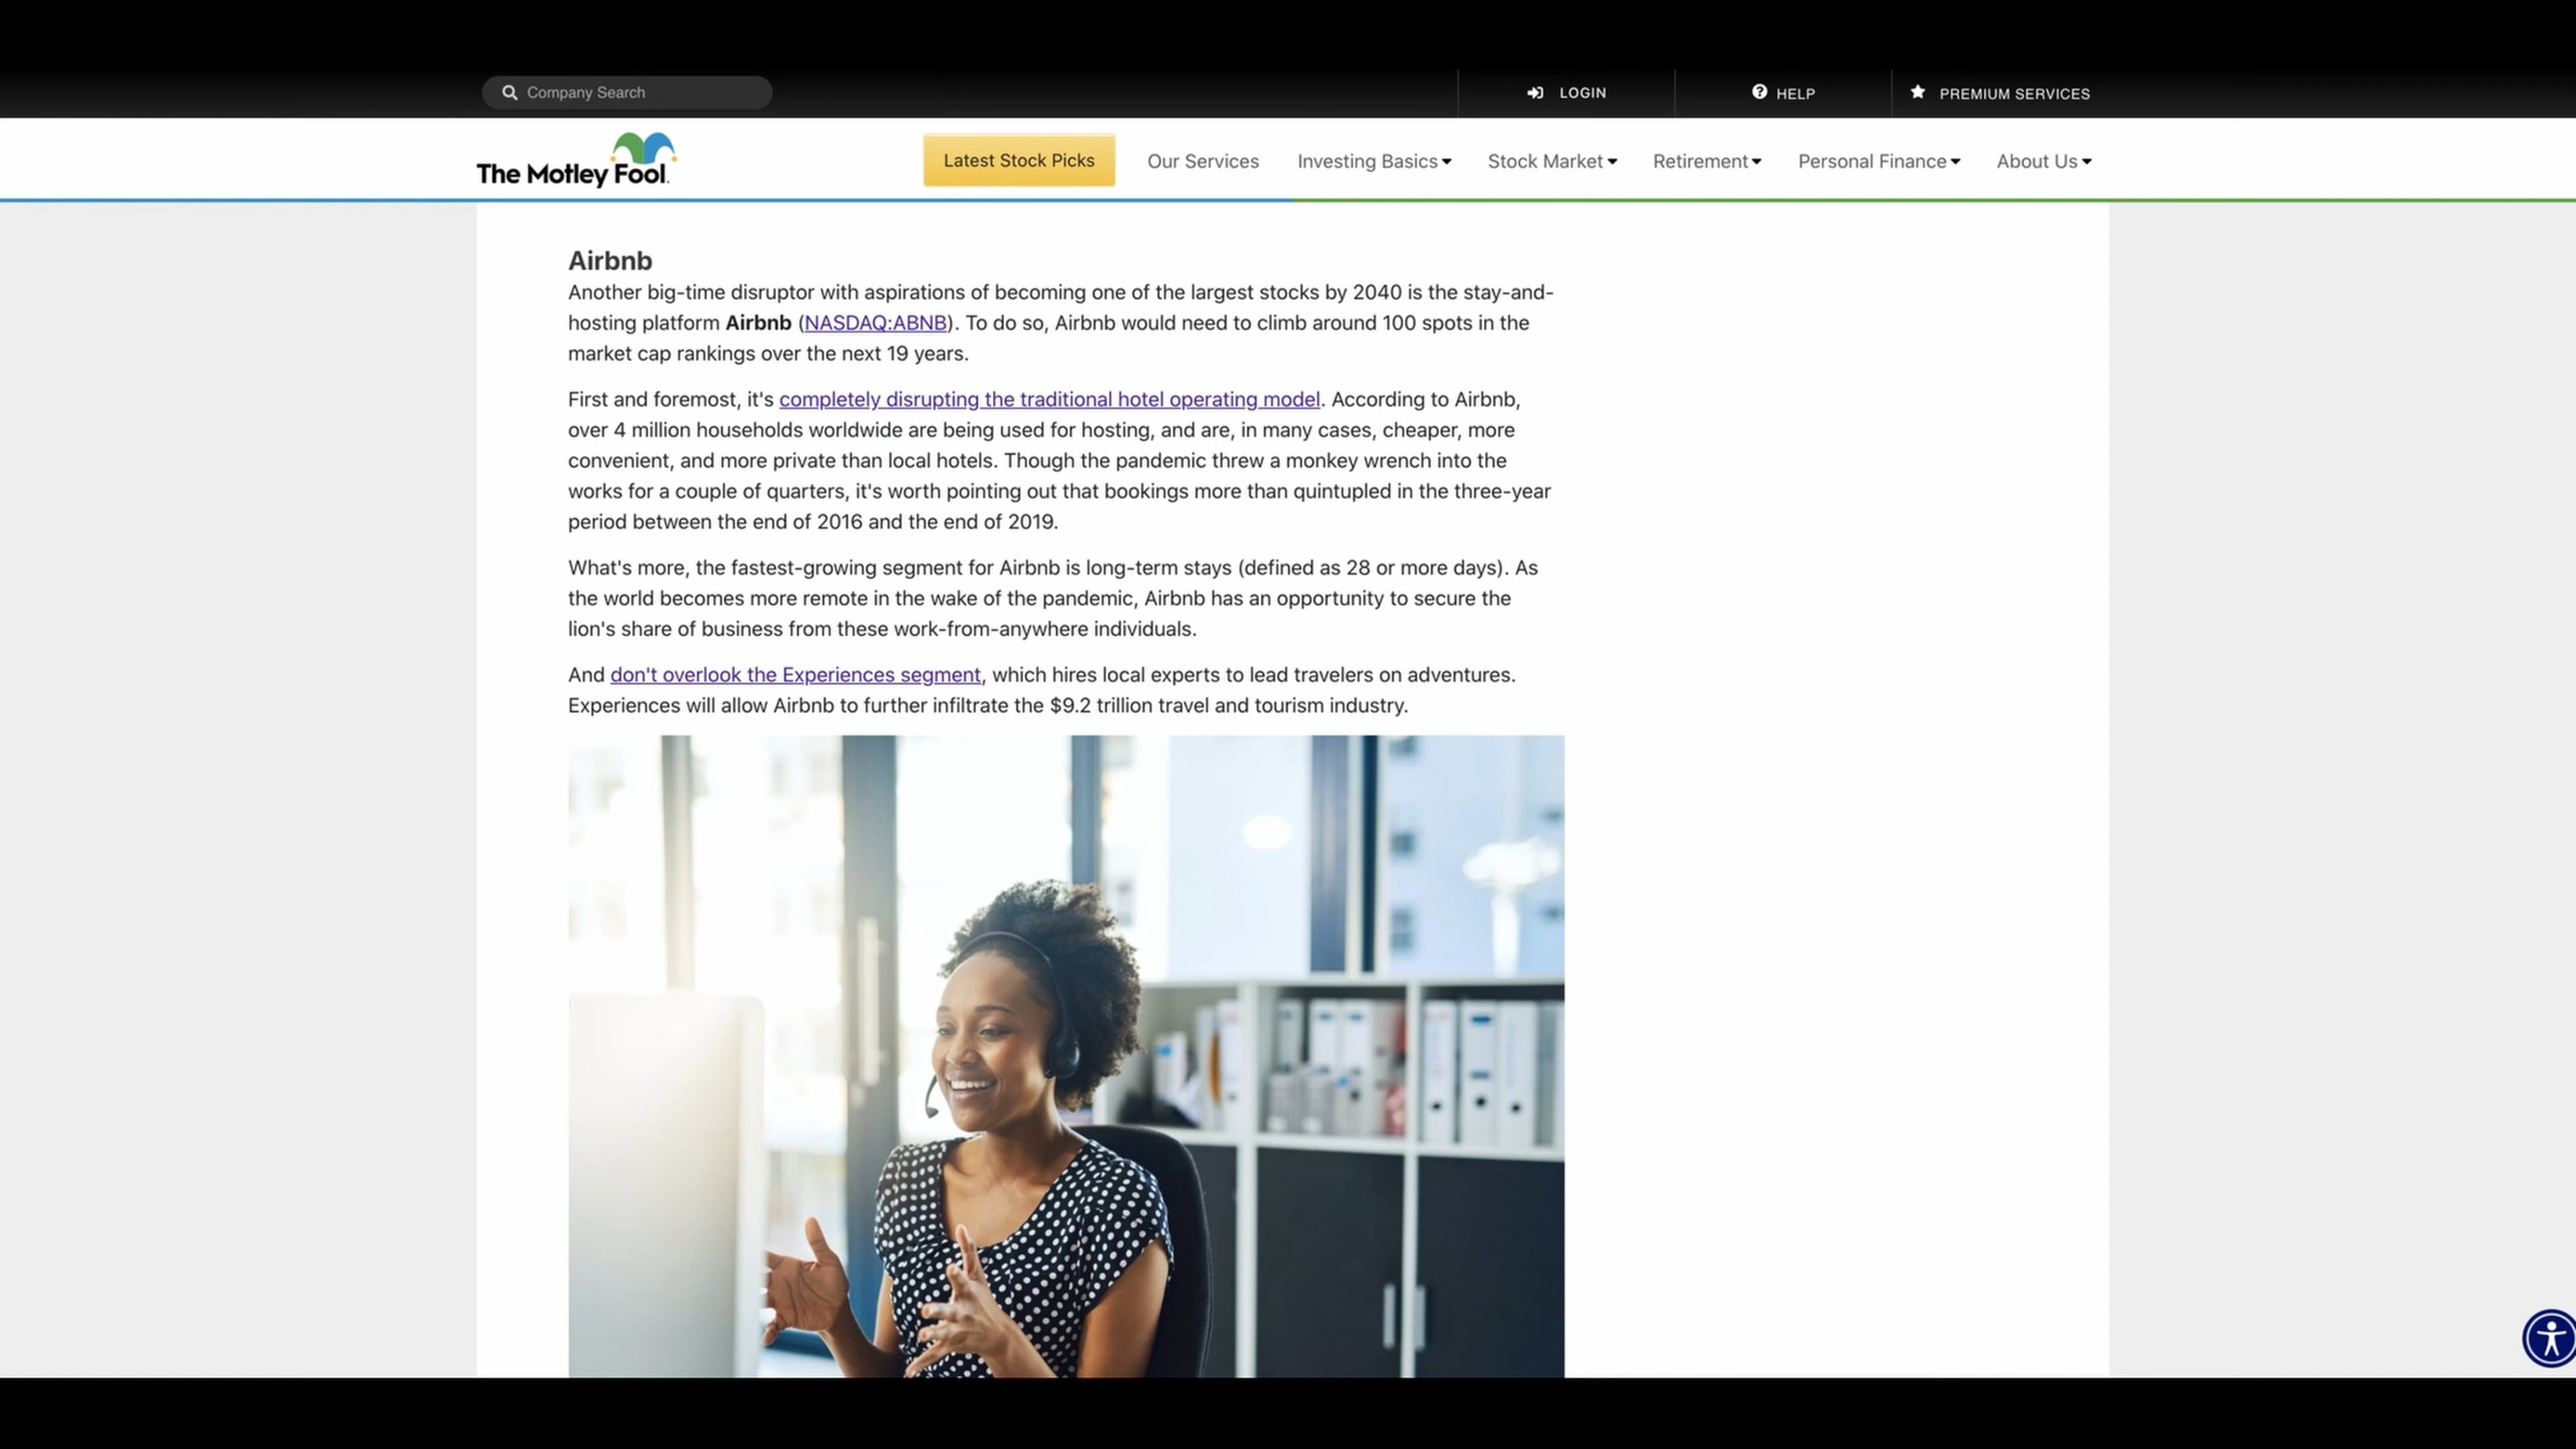 Company Search
LOGIN
HELP
PREMIUM SERVICES
The Motley Fool.
Latest Stock Picks
Our Services
Investing Basics
Stock Market
Retirement
Personal Finance
About Us
Airbnb
Another big-time disruptor with aspirations of becoming one of the largest stocks by 2040 is the stay-and-
hosting platform Airbnb (NASDAQ:ABNB). To do so, Airbnb would need to climb around 100 spots in the
market cap rankings over the next 19 years.
First and foremost, it's completely disrupting the traditional hotel operating model. According to Airbnb,
over 4 million households worldwide are being used for hosting, and are, in many cases, cheaper, more
convenient, and more private than local hotels. Though the pandemic threw a monkey wrench into the
works for a couple of quarters, it's worth pointing out that bookings more than quintupled in the three-year
period between the end of 2016 and the end of 2019.
What's more, the fastest-growing segment for Airbnb is long-term stays (defined as 28 or more days). As
the world becomes more remote in the wake of the pandemic, Airbnb has an opportunity to secure the
lion's share of business from these work-from-anywhere individuals.
And don't overlook the Experiences segment, which hires local experts to lead travelers on adventures.
Experiences will allow Airbnb to further infiltrate the $9.2 trillion travel and tourism industry.